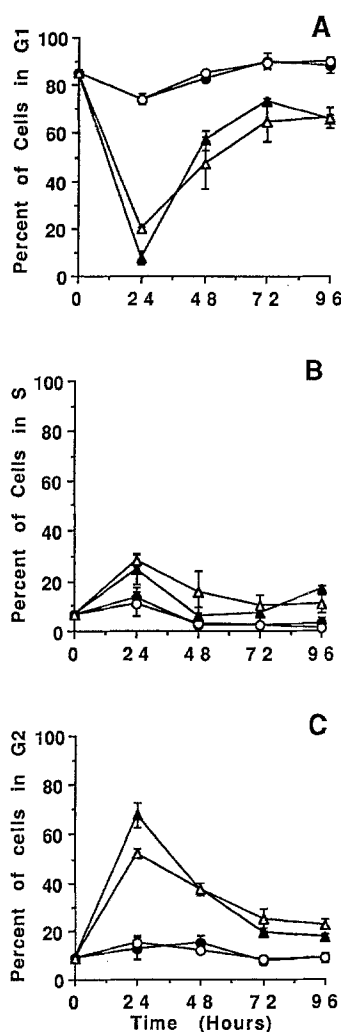 A
Percent of Cells in G1
100
80
60
40
20
0
0 24 48 72 96
B
Percent of Cells in S
100
80
60
40
20
0
0 24 48 72 96
C
Percent of cells in G2
100
80
60
40
20
0
0 24 48 72 96
Time (Hours)